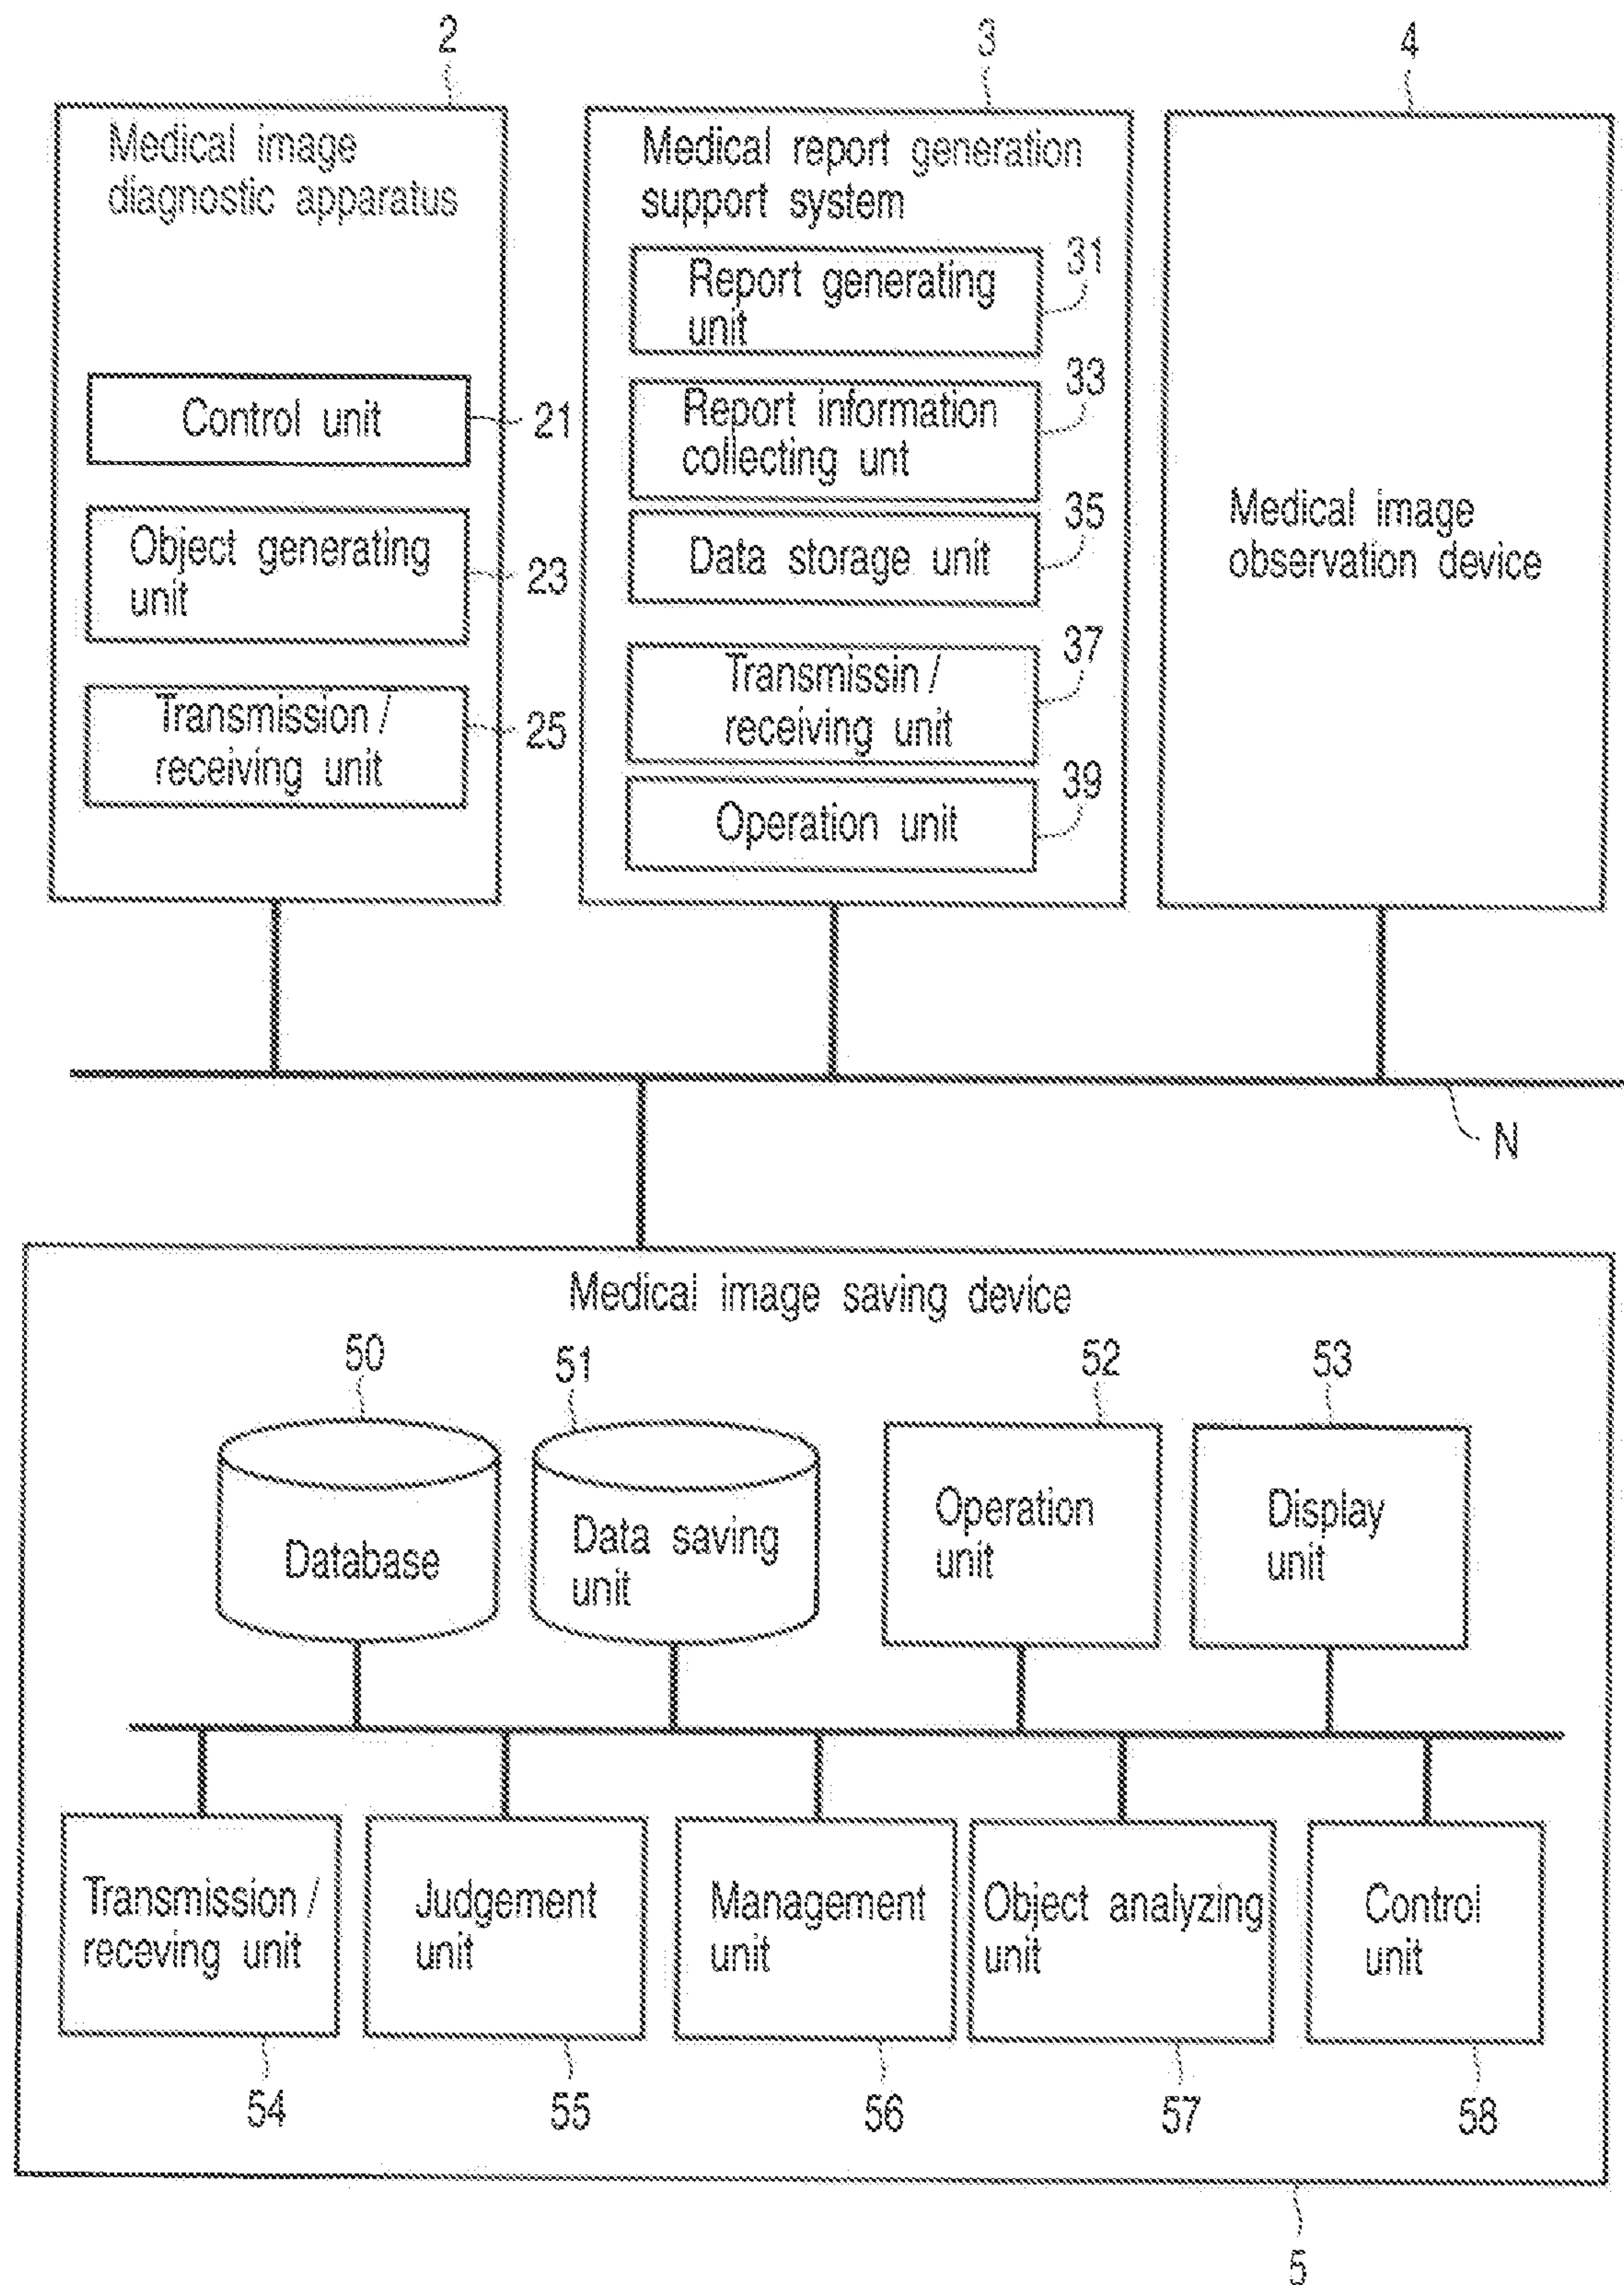 2
3
4
Medical image
diagnostic apparatus
Control unit
21
Object generating
unit
23
Transmission /
receiving unit
25
Medical report generation
support system
Report generating
unit
31
Report information
collecting unt
33
Data storage unit
35
Transmissin /
receiving unit
37
Operation unit
39
Medical image
observation device
N
Medical image saving device
50
51
52
53
Database
Data saving
unit
Operation
unit
Display
unit
Transmission /
receving unit
Judgement
unit
Management
unit
Object analyzing
unit
Control
unit
54
55
56
57
58
5